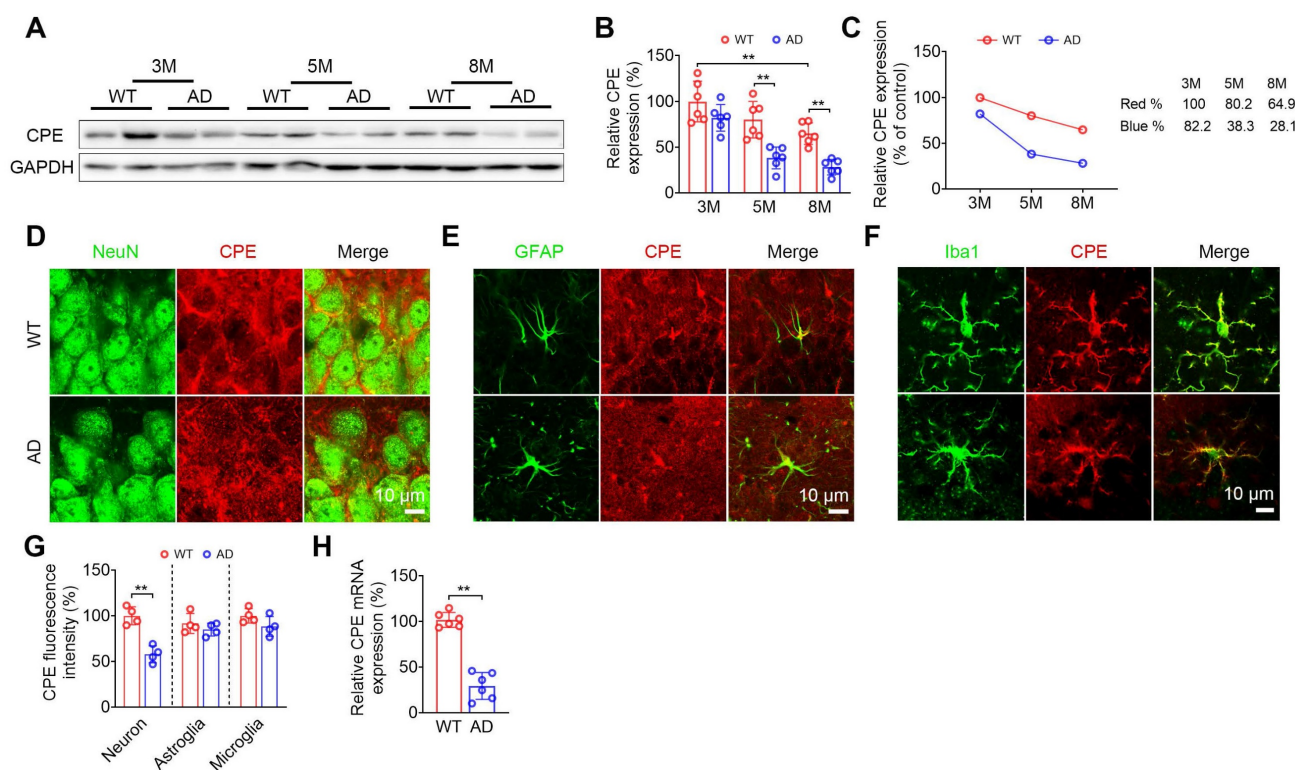 A
3M 5M 8M
WT AD WT AD WT AD
CPE
GAPDH
B
WT AD
Relative CPE
expression (%)
150
100
50
0
**
**
**
3M 5M 8M
C
WT AD
Relative CPE expression
(% of control)
150
100
50
0
3M 5M 8M
3M 5M 8M
Red % 100 80.2 64.9
Blue % 82.2 38.3 28.1
D
NeuN CPE Merge
WT
AD
10 µm
E
GFAP CPE Merge
10 µm
F
Iba1 CPE Merge
10 µm
G
WT AD
CPE fluorescence
intensity (%)
150
100
50
0
**
Neuron
Astroglia
Microglia
H
Relative CPE mRNA
expression (%)
150
100
50
0
**
WT AD